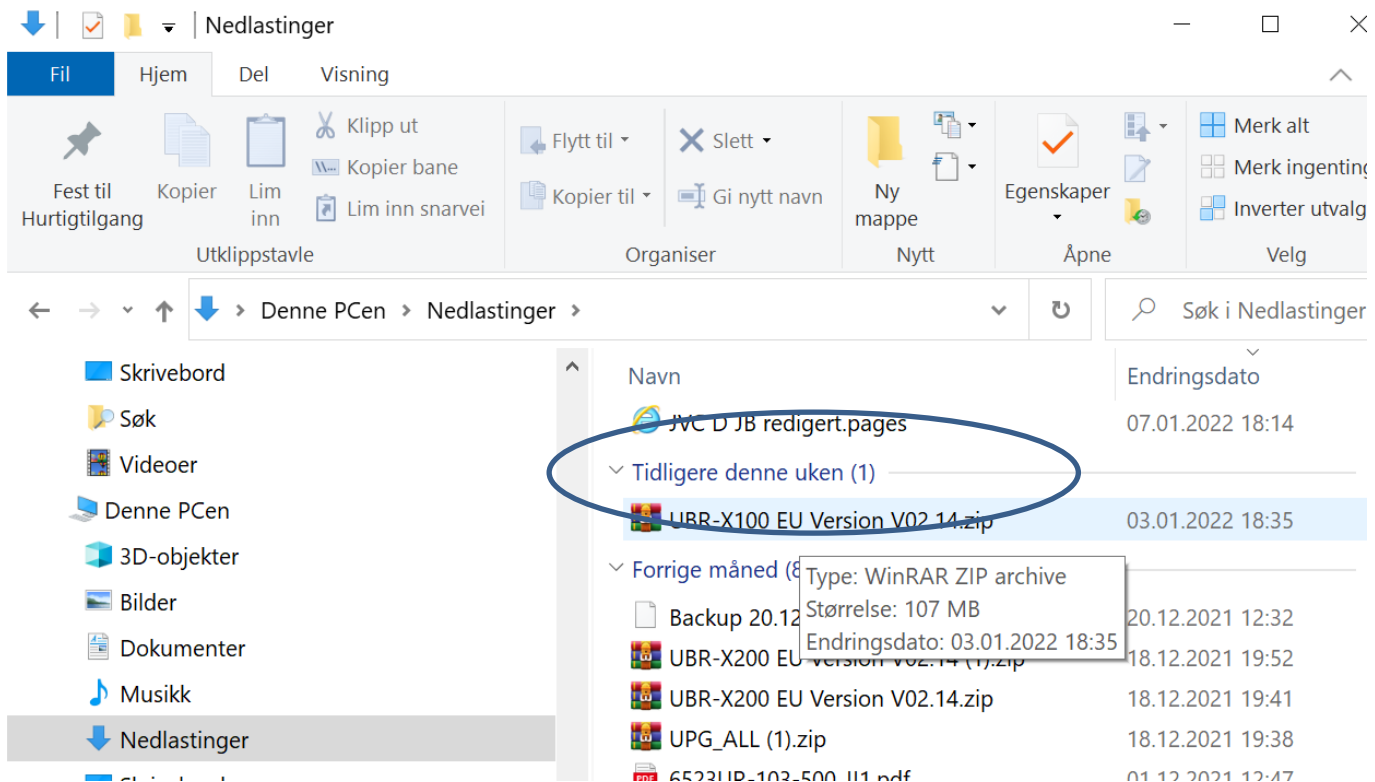 Nedlastinger
Fil Hjem Del Visning
Fest til Hurtigtilgang
Kopier
Lim inn
Klipp ut
Kopier bane
Lim inn snarvei
Utklippstavle
Flytt til
Kopier til
Slett
Gi nytt navn
Organiser
Ny mappe
Nytt
Egenskaper
Åpne
Merk alt
Merk ingenting
Inverter utvalg
Velg
Denne PCen > Nedlastinger >
Søk i Nedlastinger
Skrivebord
Søk
Videoer
Denne PCen
3D-objekter
Bilder
Dokumenter
Musikk
Nedlastinger
Navn Endringsdato
JVC D JB redigert.pages 07.01.2022 18:14
Tidligere denne uken (1)
UBR-X100 EU Version V02.14.zip 03.01.2022 18:35
Forrige måned (8
Type: WinRAR ZIP archive
Størrelse: 107 MB
Endringsdato: 03.01.2022 18:35
Backup 20.12 20.12.2021 12:32
UBR-X200 EU Version V02.14 (1).zip 18.12.2021 19:52
UBR-X200 EU Version V02.14.zip 18.12.2021 19:41
UPG_ALL (1).zip 18.12.2021 19:38
PDF 01.12.2021 12:47